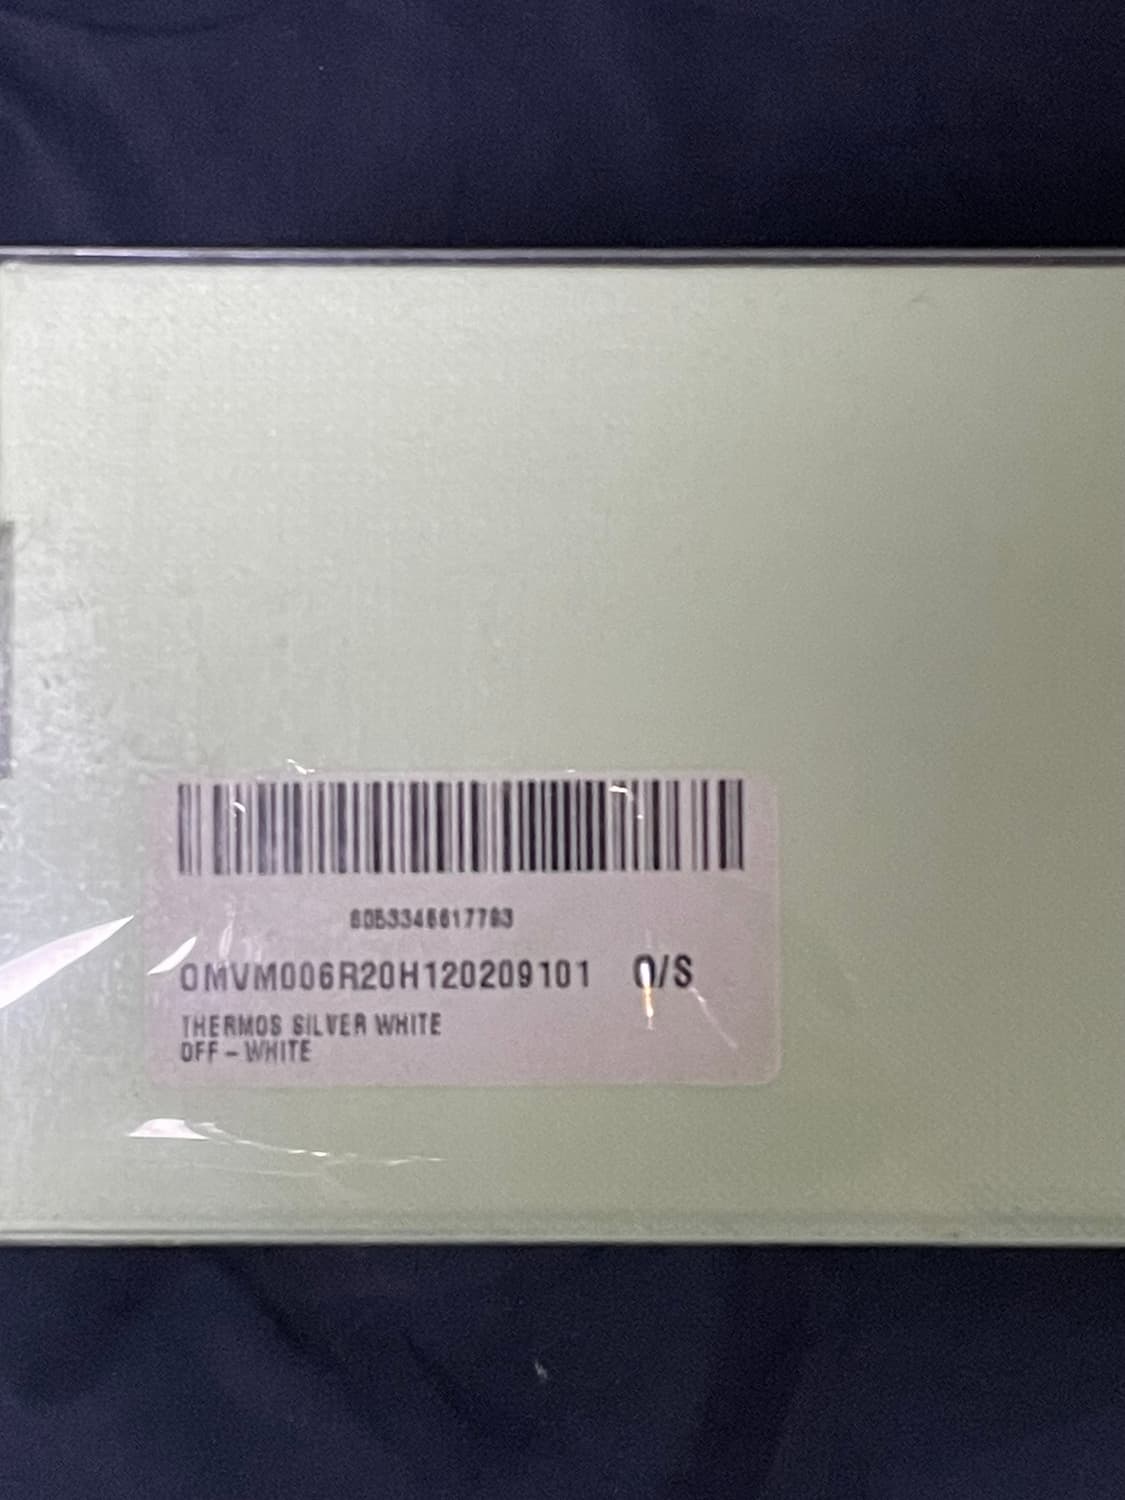 8053348617793
OMVM006R20H120209101 O/S
THERMOS SILVER WHITE
OFF - WHITE